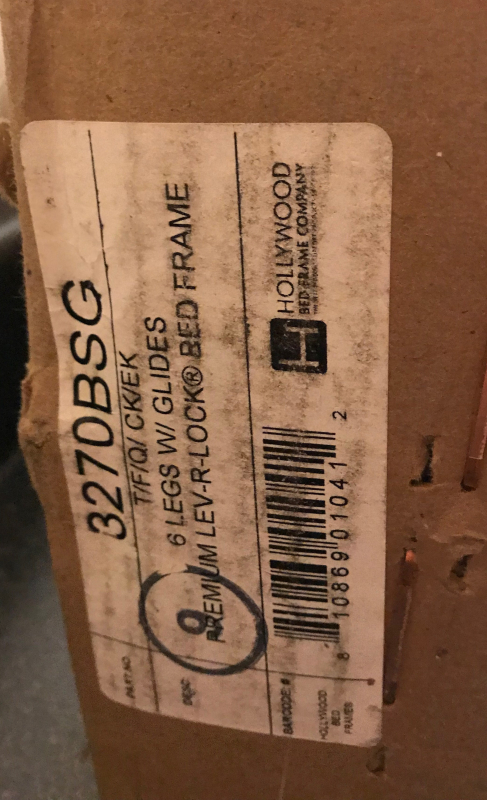 PART NO.
3270BSG
T/F/Q/ CK/EK
DESC.
6 LEGS W/ GLIDES
PREMIUM LEV-R-LOCK® BED FRAME
Q
BARCODE #
8 10869 01041 2
HOLLYWOOD
BED
FRAMES
H
HOLLYWOOD
BED FRAME COMPANY